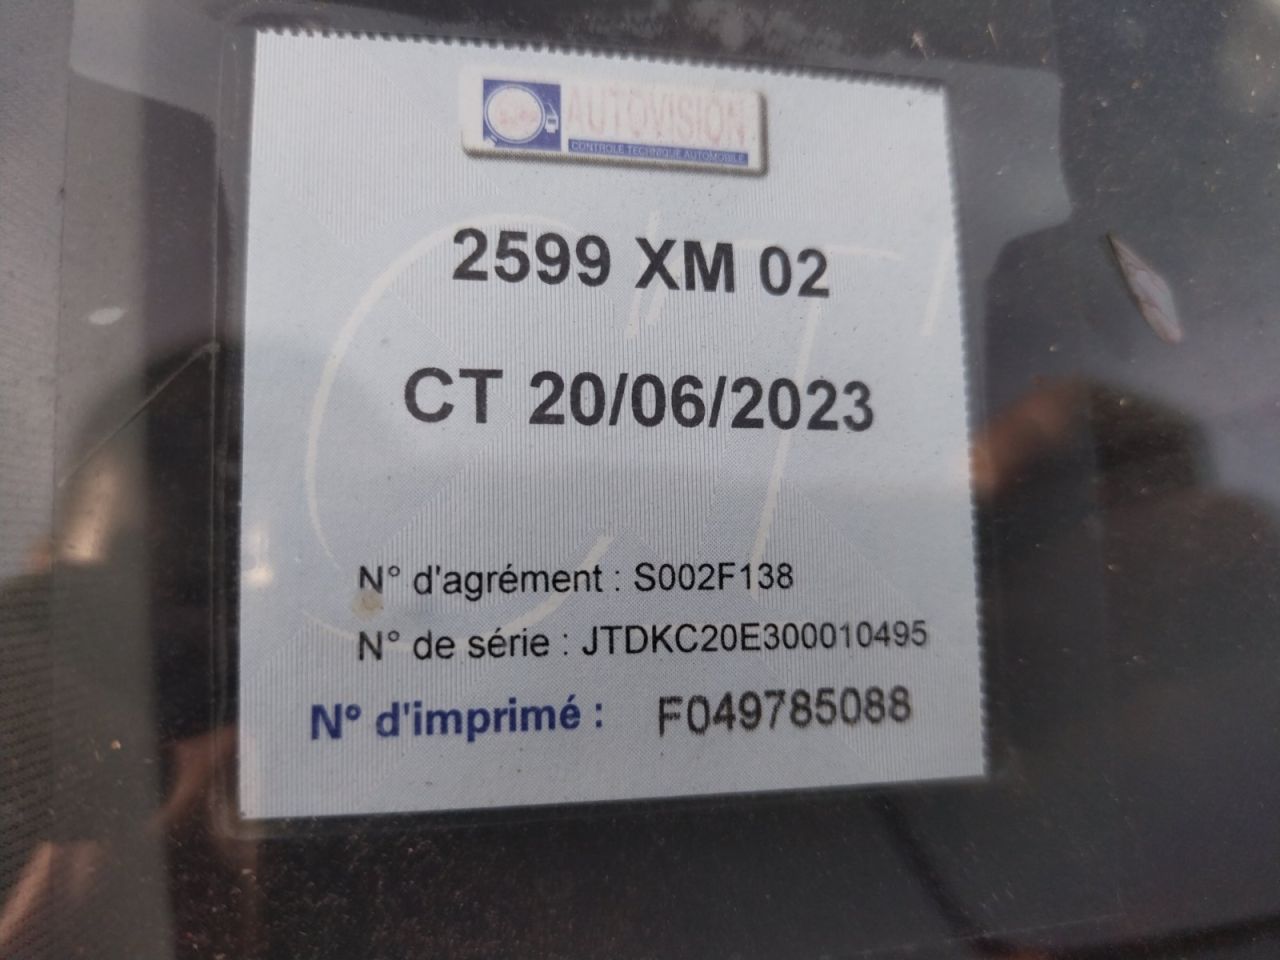 AUTOVISION
CONTROLE TECHNIQUE AUTOMOBILE
2599 XM 02
CT 20/06/2023
N° d'agrément : S002F138
N° de série : JTDKC20E300010495
N° d'imprimé : F049785088